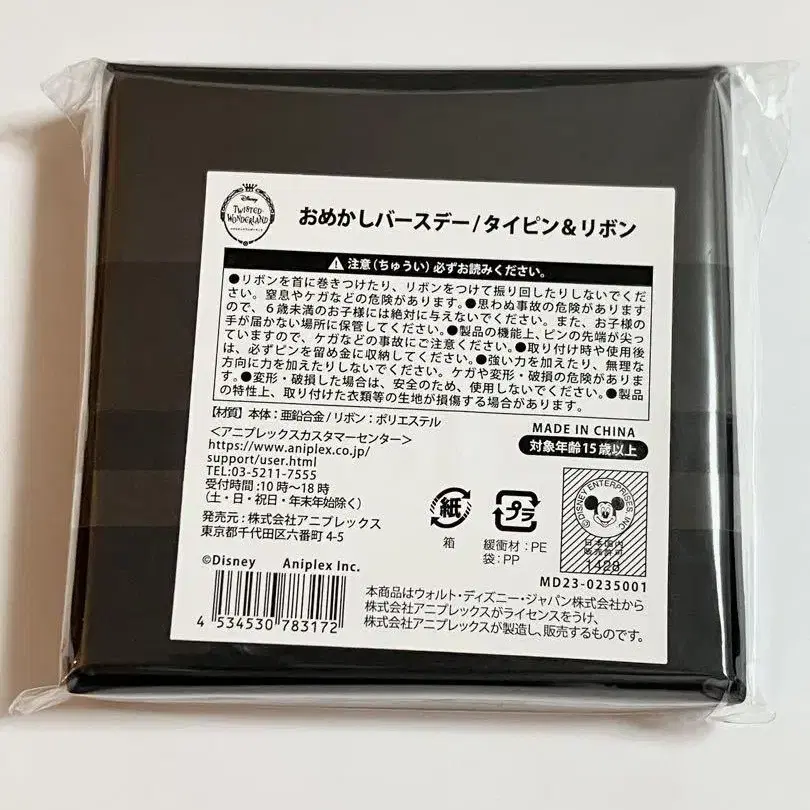 Disney
TWISTED
WONDERLAND
おめかしバースデー/タイピン&リボン
注意(ちゅうい)必ずお読みください。
●リボンを首に巻きつけたり、リボンをつけて振り回したりしないでくだ
さい。窒息やケガなどの危険があります。●思わぬ事故の危険があります
ので、6歳未満のお子様には絶対に与えないでください。また、お子様の
手が届かない場所に保管してください。●製品の機能上、ピンの先端が尖っ
ていますので、ケガなどの事故にご注意ください。●取り付け時や使用後
は、必ずピンを留め金に収納してください。●強い力を加えたり、無理な
方向に力を加えたりしないでください。ケガや変形・破損の危険がありま
す。●変形・破損した場合は、安全のため、使用しないでください。●製品
の特性上、取り付けた衣類等の生地が損傷する場合があります。
【材質】本体:亜鉛合金/リボン:ポリエステル
<アニプレックスカスタマーセンター>
https://www.aniplex.co.jp/
support/user.html
TEL:03-5211-7555
受付時間:10時〜18時
(土・日・祝日・年末年始除く)
発売元:株式会社アニプレックス
東京都千代田区六番町4-5
MADE IN CHINA
対象年齢15歳以上
紙
箱
プラ
緩衝材:PE
袋:PP
©DISNEY ENTERPRISES, INC.
日本国内
販売許可
1428
MD23-0235001
©Disney Aniplex Inc.
4 534530 783172
本商品はウォルト・ディズニー・ジャパン株式会社から
株式会社アニプレックスがライセンスをうけ、
株式会社アニプレックスが製造し、販売するものです。